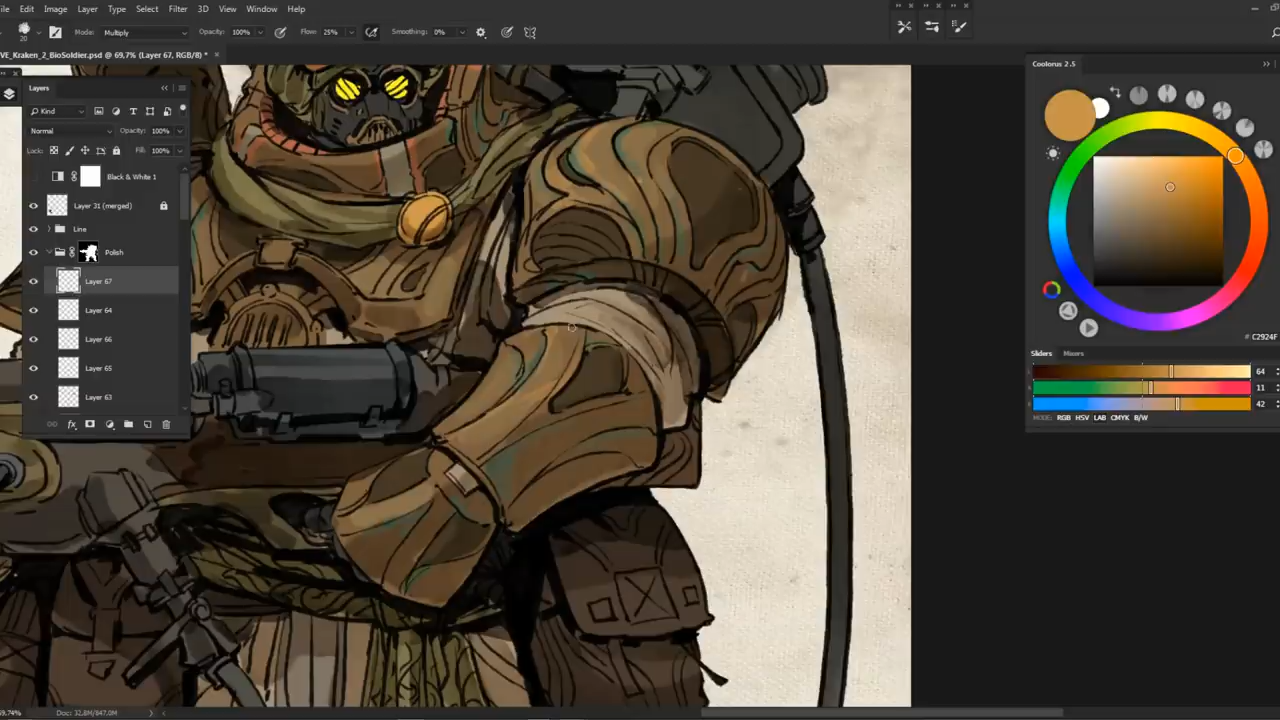 ile Edit Image Layer Type Select Filter 3D View Window Help
20 Mode: Multiply Opacity: 100% Flow: 25% Smoothing: 0%
VE_Kraken_2_BioSoldier.psd @ 69,7% (Layer 67, RGB/8) * ×
Layers
Kind
Normal Opacity: 100%
Lock: Fill: 100%
Black & White 1
Layer 31 (merged)
Line
Polish
Layer 67
Layer 64
Layer 66
Layer 65
Layer 63
fx
69.74% Doc: 32,8M/847,0M
Coolorus 2.5
# C2924F
Sliders Mixers
64
11
42
MODE: RGB HSV LAB CMYK B/W